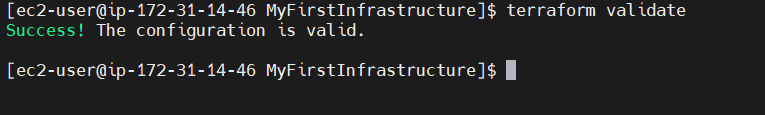 [ec2-user@ip-172-31-14-46 MyFirstInfrastructure]$ terraform validate
Success! The configuration is valid.
[ec2-user@ip-172-31-14-46 MyFirstInfrastructure]$